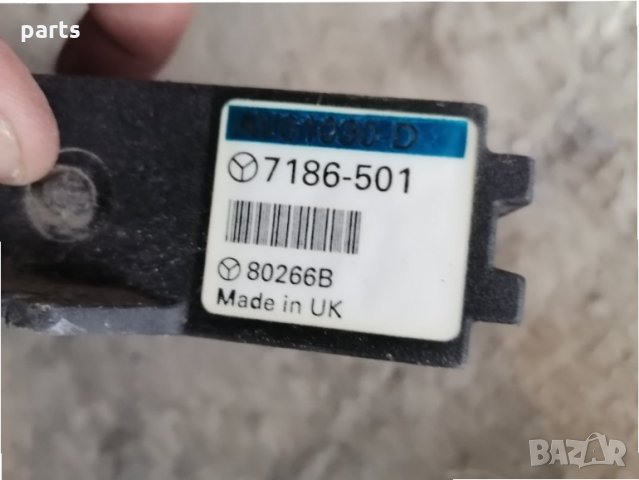 parts
7186-501
80266B
Made in UK
BAZAR